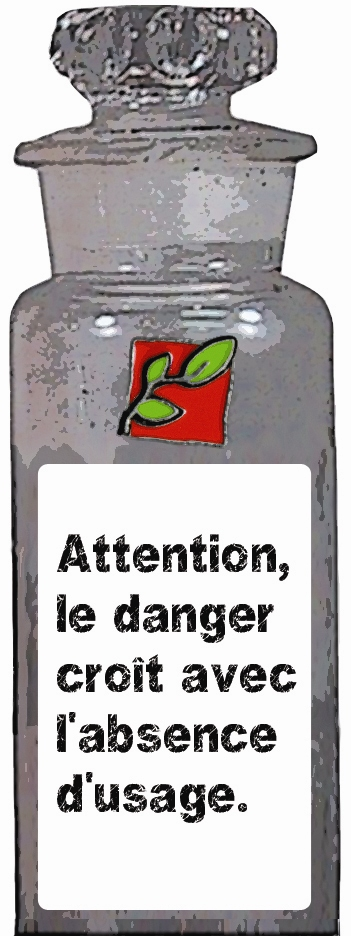 Attention,
le danger
croît avec
l'absence
d'usage.